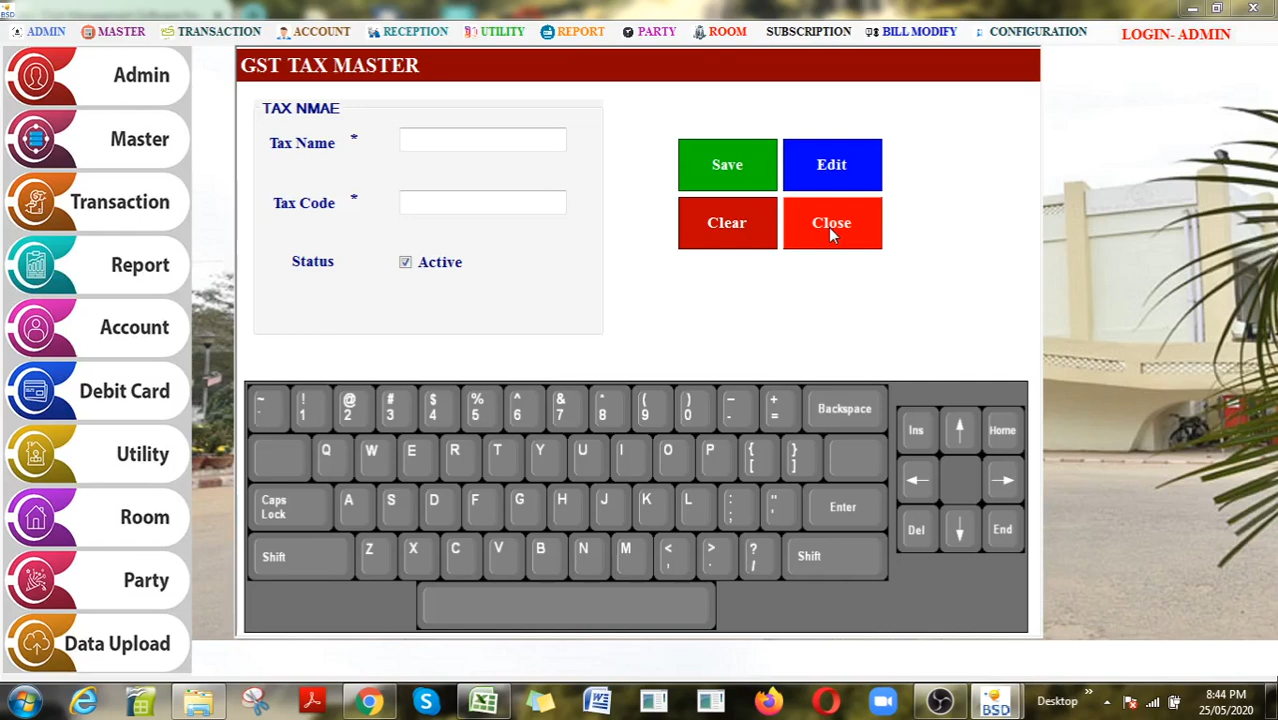 BSD
ADMIN MASTER TRANSACTION ACCOUNT RECEPTION UTILITY REPORT PARTY ROOM SUBSCRIPTION BILL MODIFY CONFIGURATION LOGIN- ADMIN
Admin
Master
Transaction
Report
Account
Debit Card
Utility
Room
Party
Data Upload
GST TAX MASTER
TAX NMAE
Tax Name *
Tax Code *
Status Active
Save Edit
Clear Close
~ ! @ # $ % ^ & * ( ) _ + Backspace
` 1 2 3 4 5 6 7 8 9 0 - =
Q W E R T Y U I O P { [ } ]
Caps Lock A S D F G H J K L : ; " ' Enter
Shift Z X C V B N M < , > . ? / Shift
Ins Home
Del End
Desktop
8:44 PM
25/05/2020
BSD